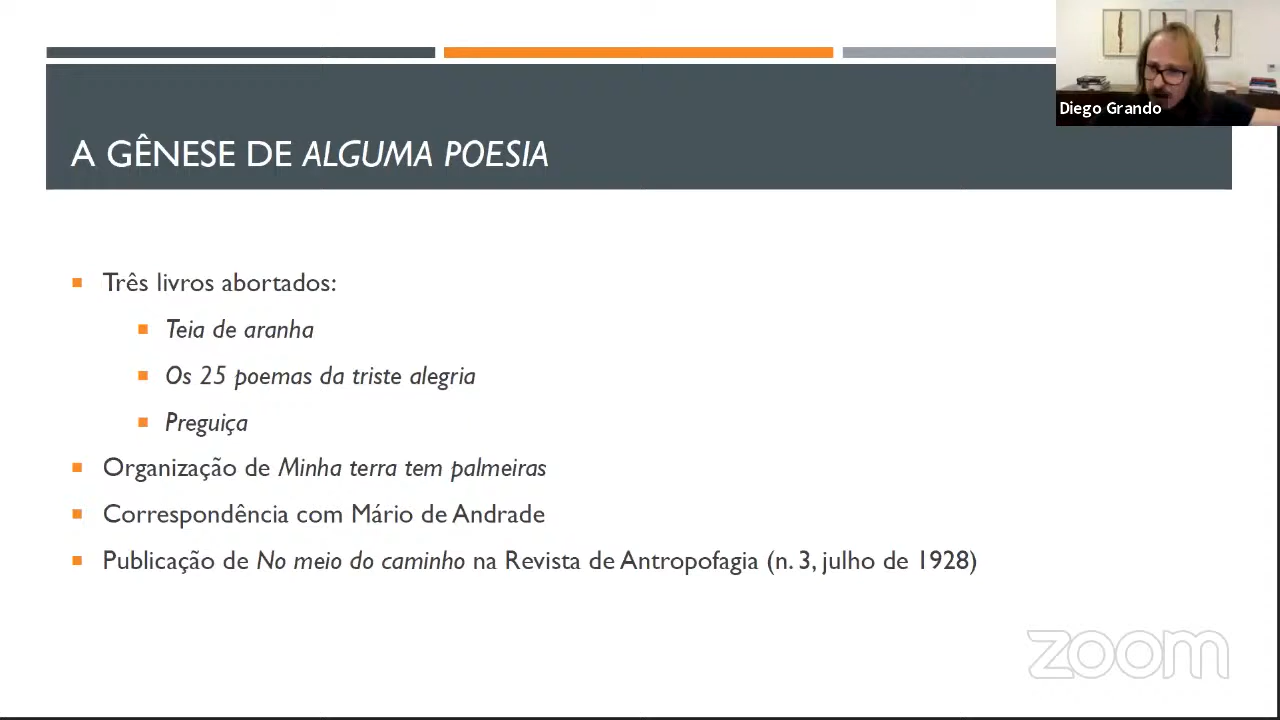 Diego Grando
A GÊNESE DE ALGUMA POESIA
Três livros abortados:
Teia de aranha
Os 25 poemas da triste alegria
Preguiça
Organização de Minha terra tem palmeiras
Correspondência com Mário de Andrade
Publicação de No meio do caminho na Revista de Antropofagia (n. 3, julho de 1928)
zoom